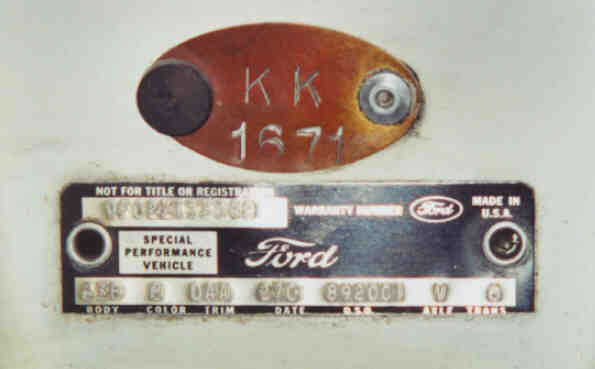 KK
1671
NOT FOR TITLE OR REGISTRATION
WARRANTY NUMBER Ford MADE IN
U.S.A.
SPECIAL
PERFORMANCE
VEHICLE
Ford
892001 V
BODY COLOR TRIM DATE D.S.O. AXLE TRANS